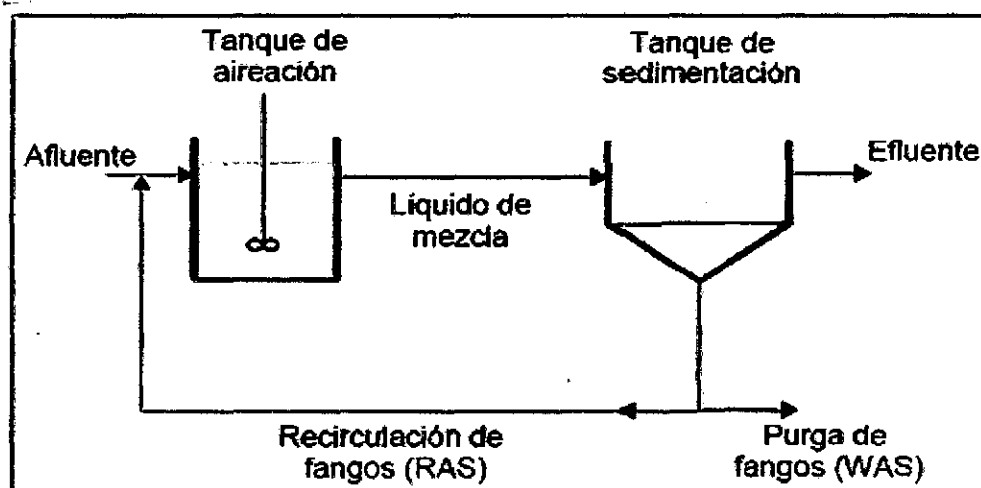 Tanque de
aireación
Tanque de
sedimentación
Afluente
Efluente
Líquido de
mezcla
Recirculación de
fangos (RAS)
Purga de
fangos (WAS)